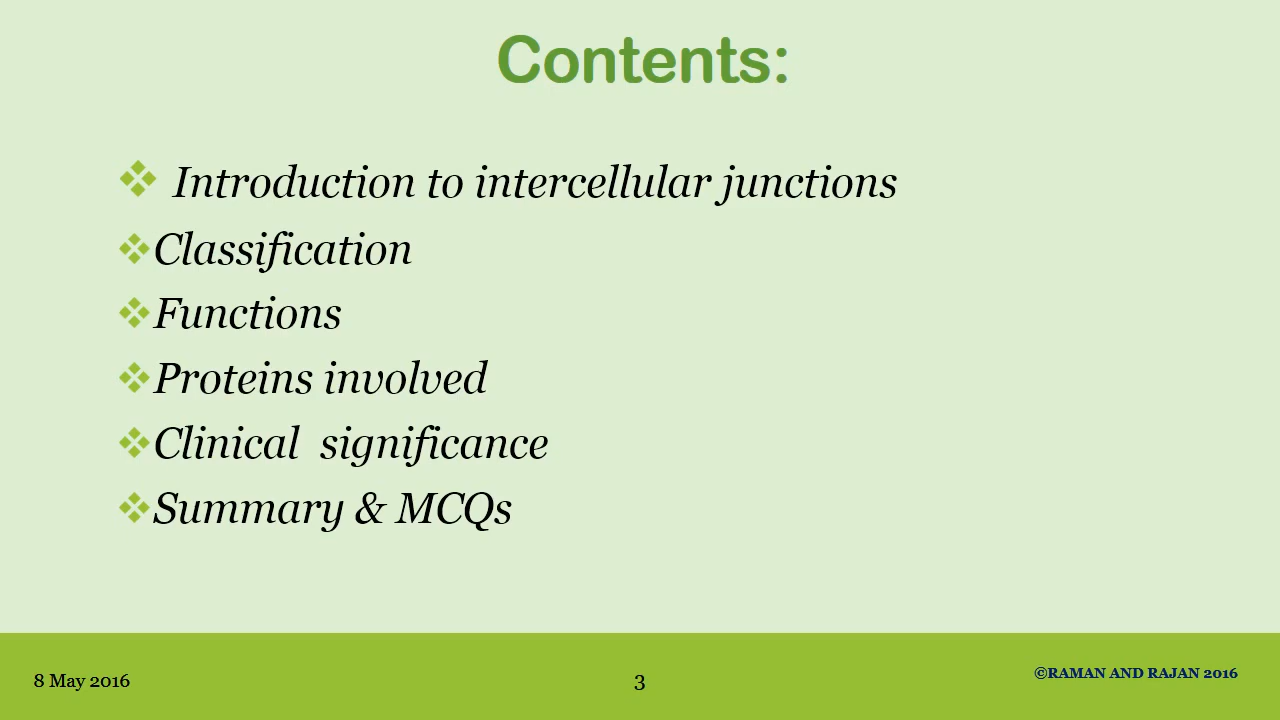 Contents:
Introduction to intercellular junctions
Classification
Functions
Proteins involved
Clinical significance
Summary & MCQs
8 May 2016
3
©RAMAN AND RAJAN 2016